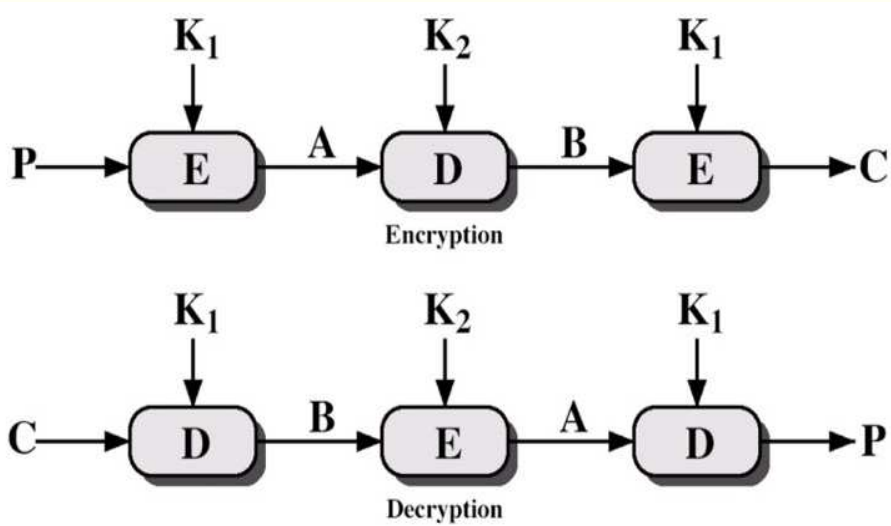 K₁ K₂ K₁
P E A D B E C
Encryption
K₁ K₂ K₁
C D B E A D P
Decryption